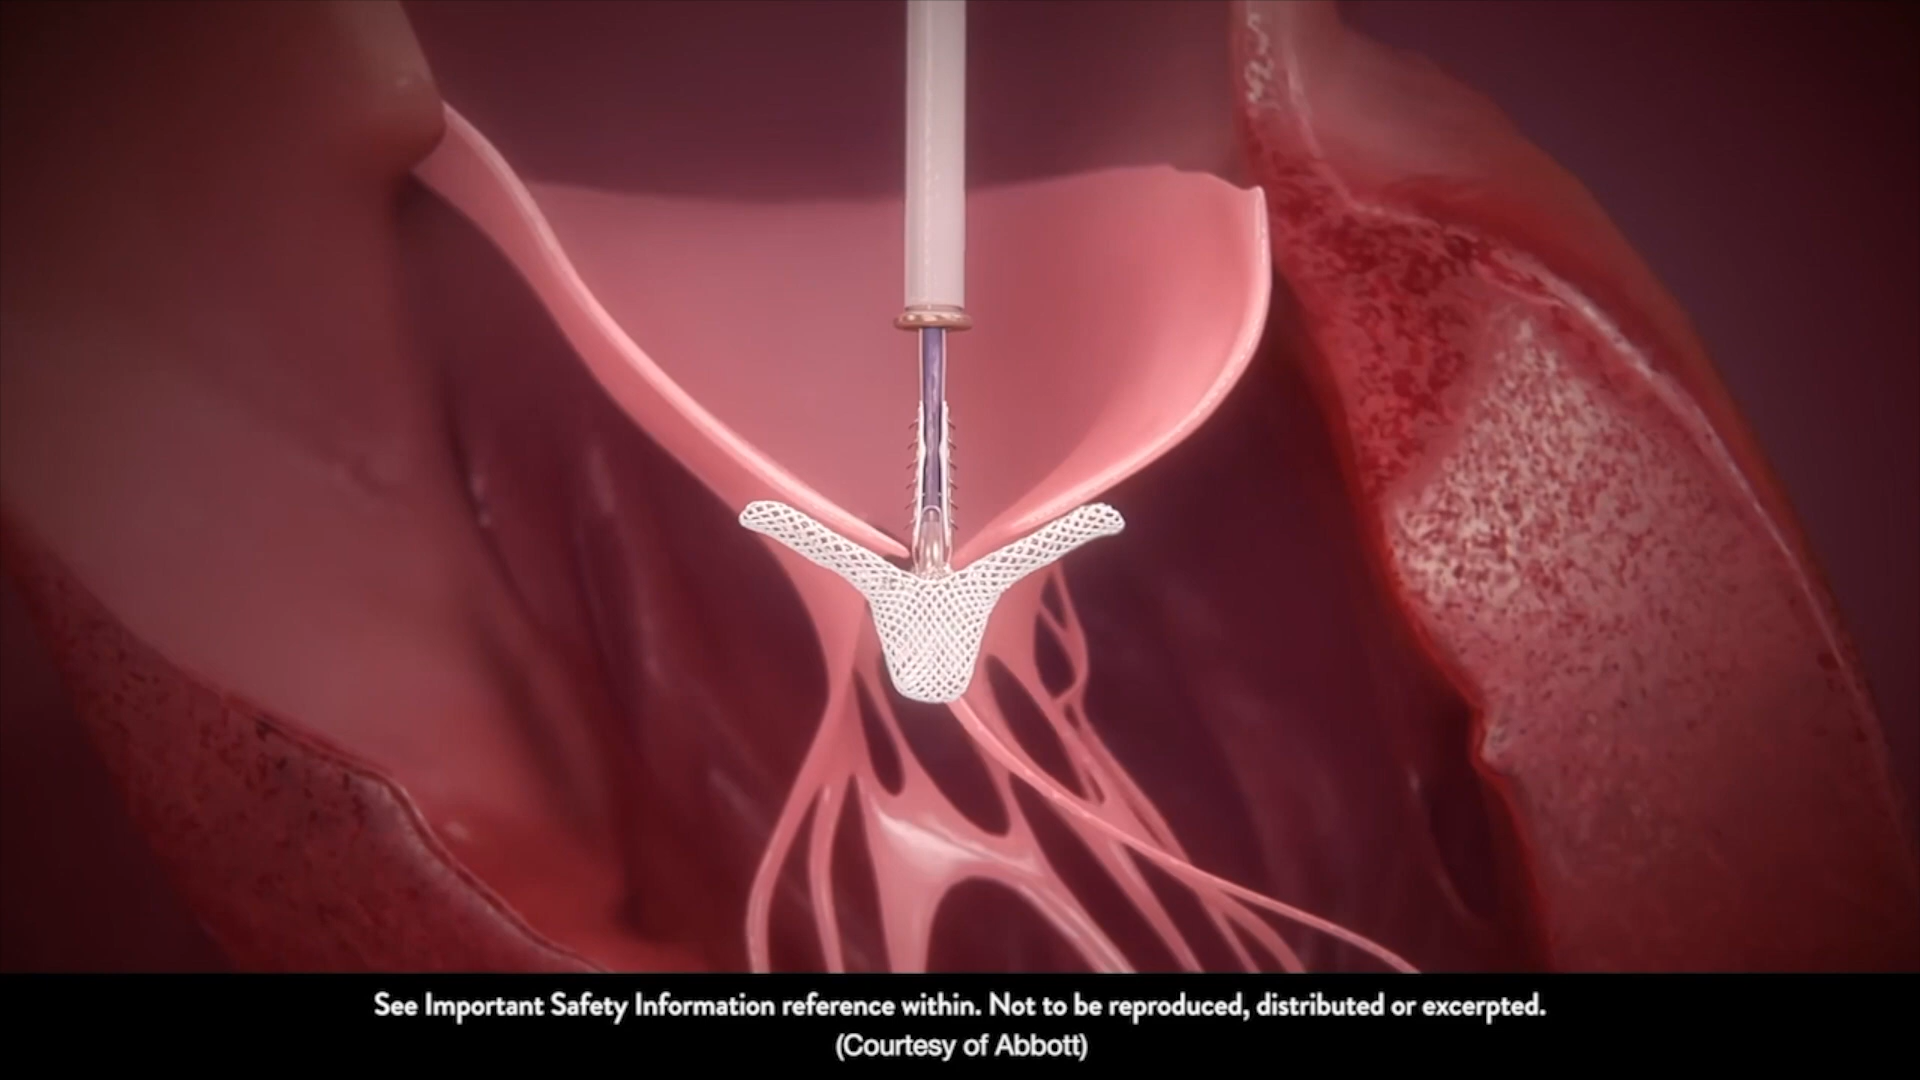 See Important Safety Information reference within. Not to be reproduced, distributed or excerpted.
(Courtesy of Abbott)